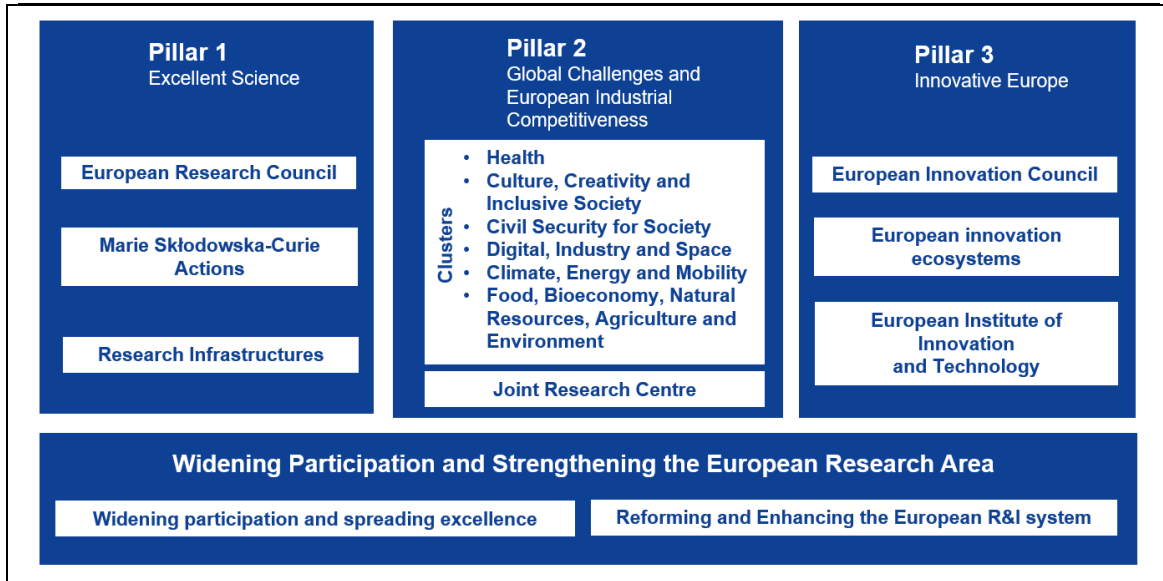 Pillar 1
Excellent Science
European Research Council
Marie Skłodowska-Curie
Actions
Research Infrastructures
Pillar 2
Global Challenges and
European Industrial
Competitiveness
Clusters
• Health
• Culture, Creativity and
Inclusive Society
• Civil Security for Society
• Digital, Industry and Space
• Climate, Energy and Mobility
• Food, Bioeconomy, Natural
Resources, Agriculture and
Environment
Joint Research Centre
Pillar 3
Innovative Europe
European Innovation Council
European innovation
ecosystems
European Institute of
Innovation
and Technology
Widening Participation and Strengthening the European Research Area
Widening participation and spreading excellence
Reforming and Enhancing the European R&I system